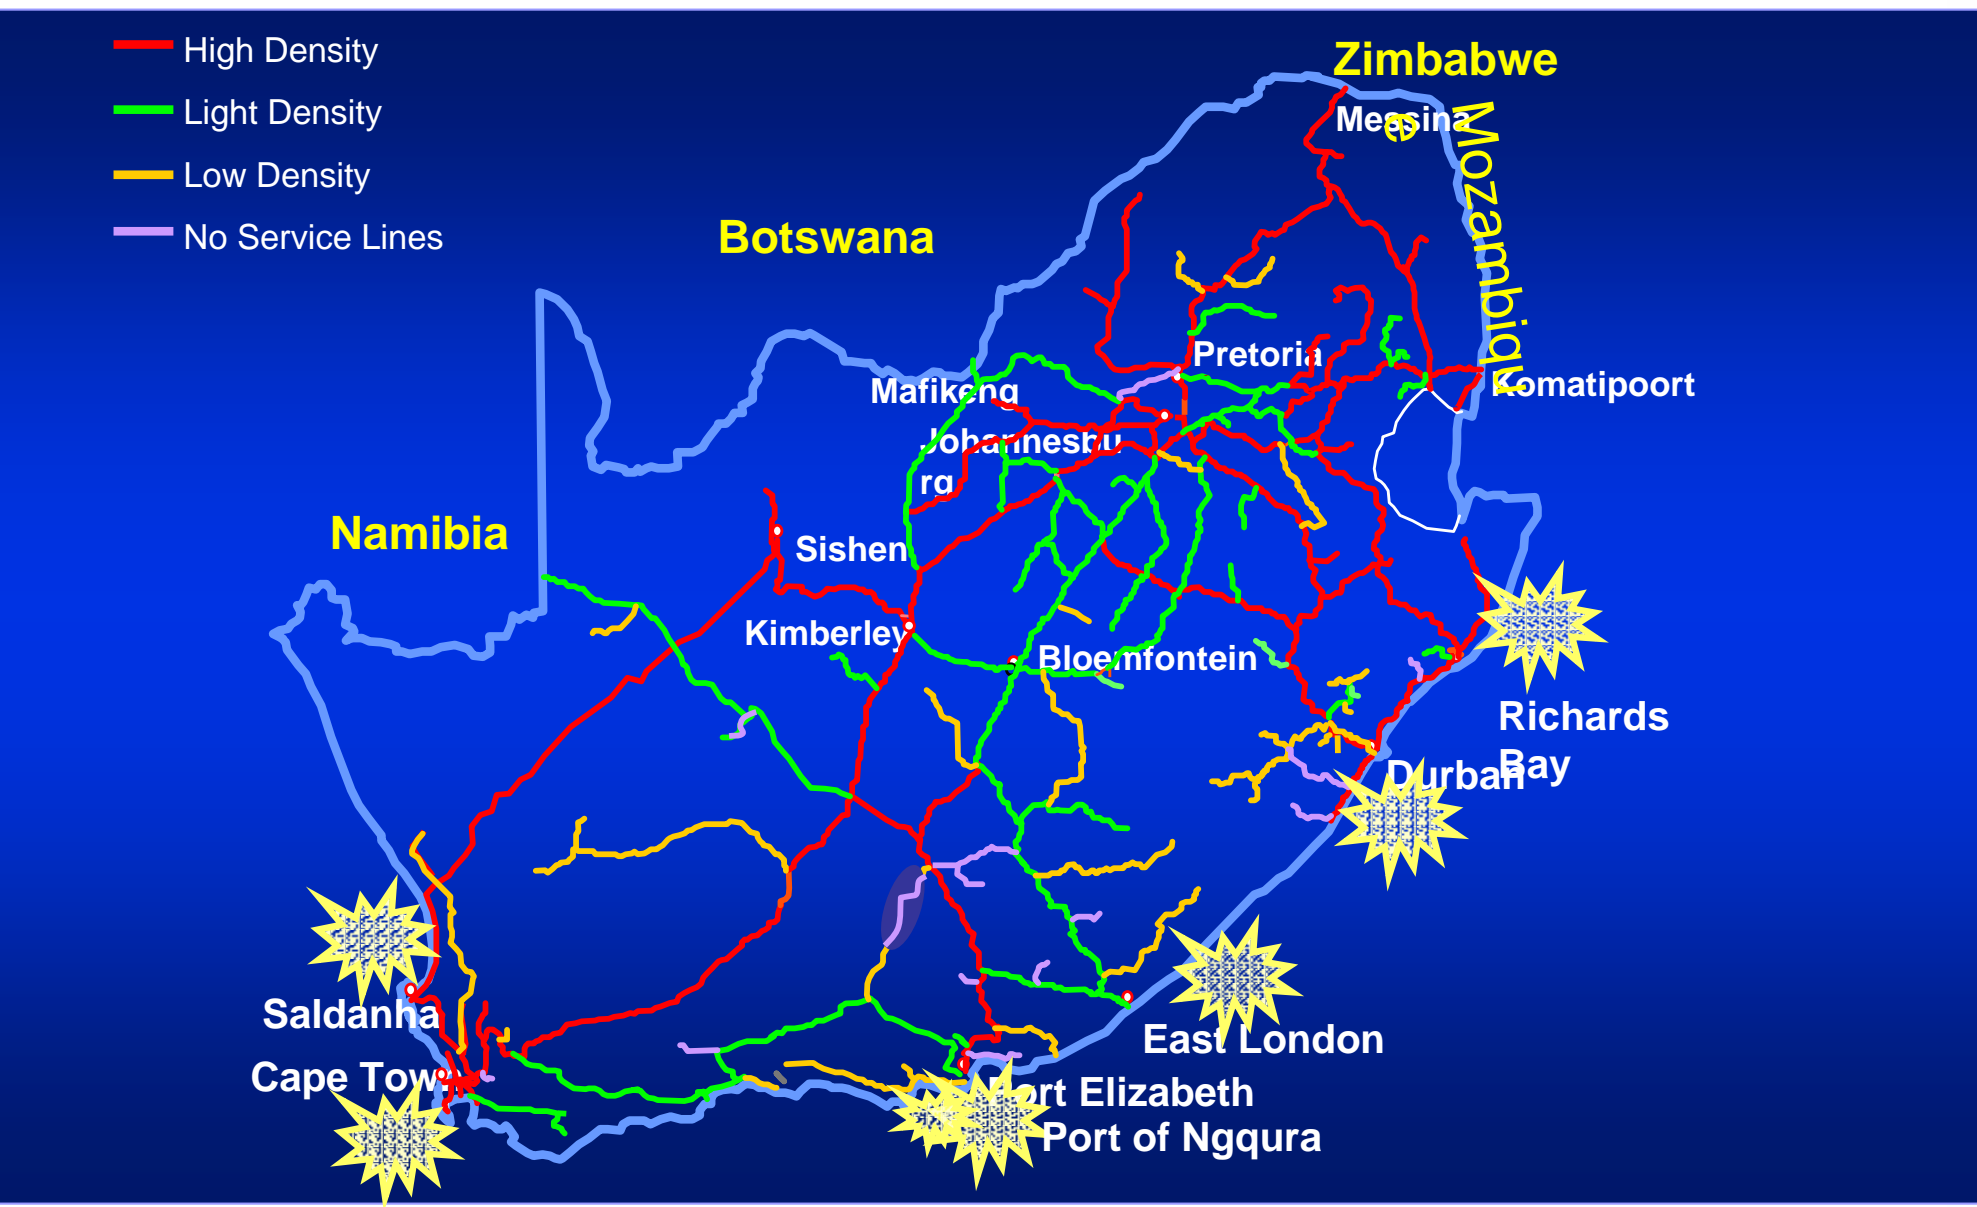 High Density
Light Density
Low Density
No Service Lines
Zimbabwe
Messina
Mozambiqu
e
Botswana
Pretoria
Mafikeng
Komatipoort
Johannesbu
rg
Namibia
Sishen
Kimberley
Bloemfontein
Richards
Bay
Durban
Saldanha
East London
Cape Town
Port Elizabeth
Port of Ngqura